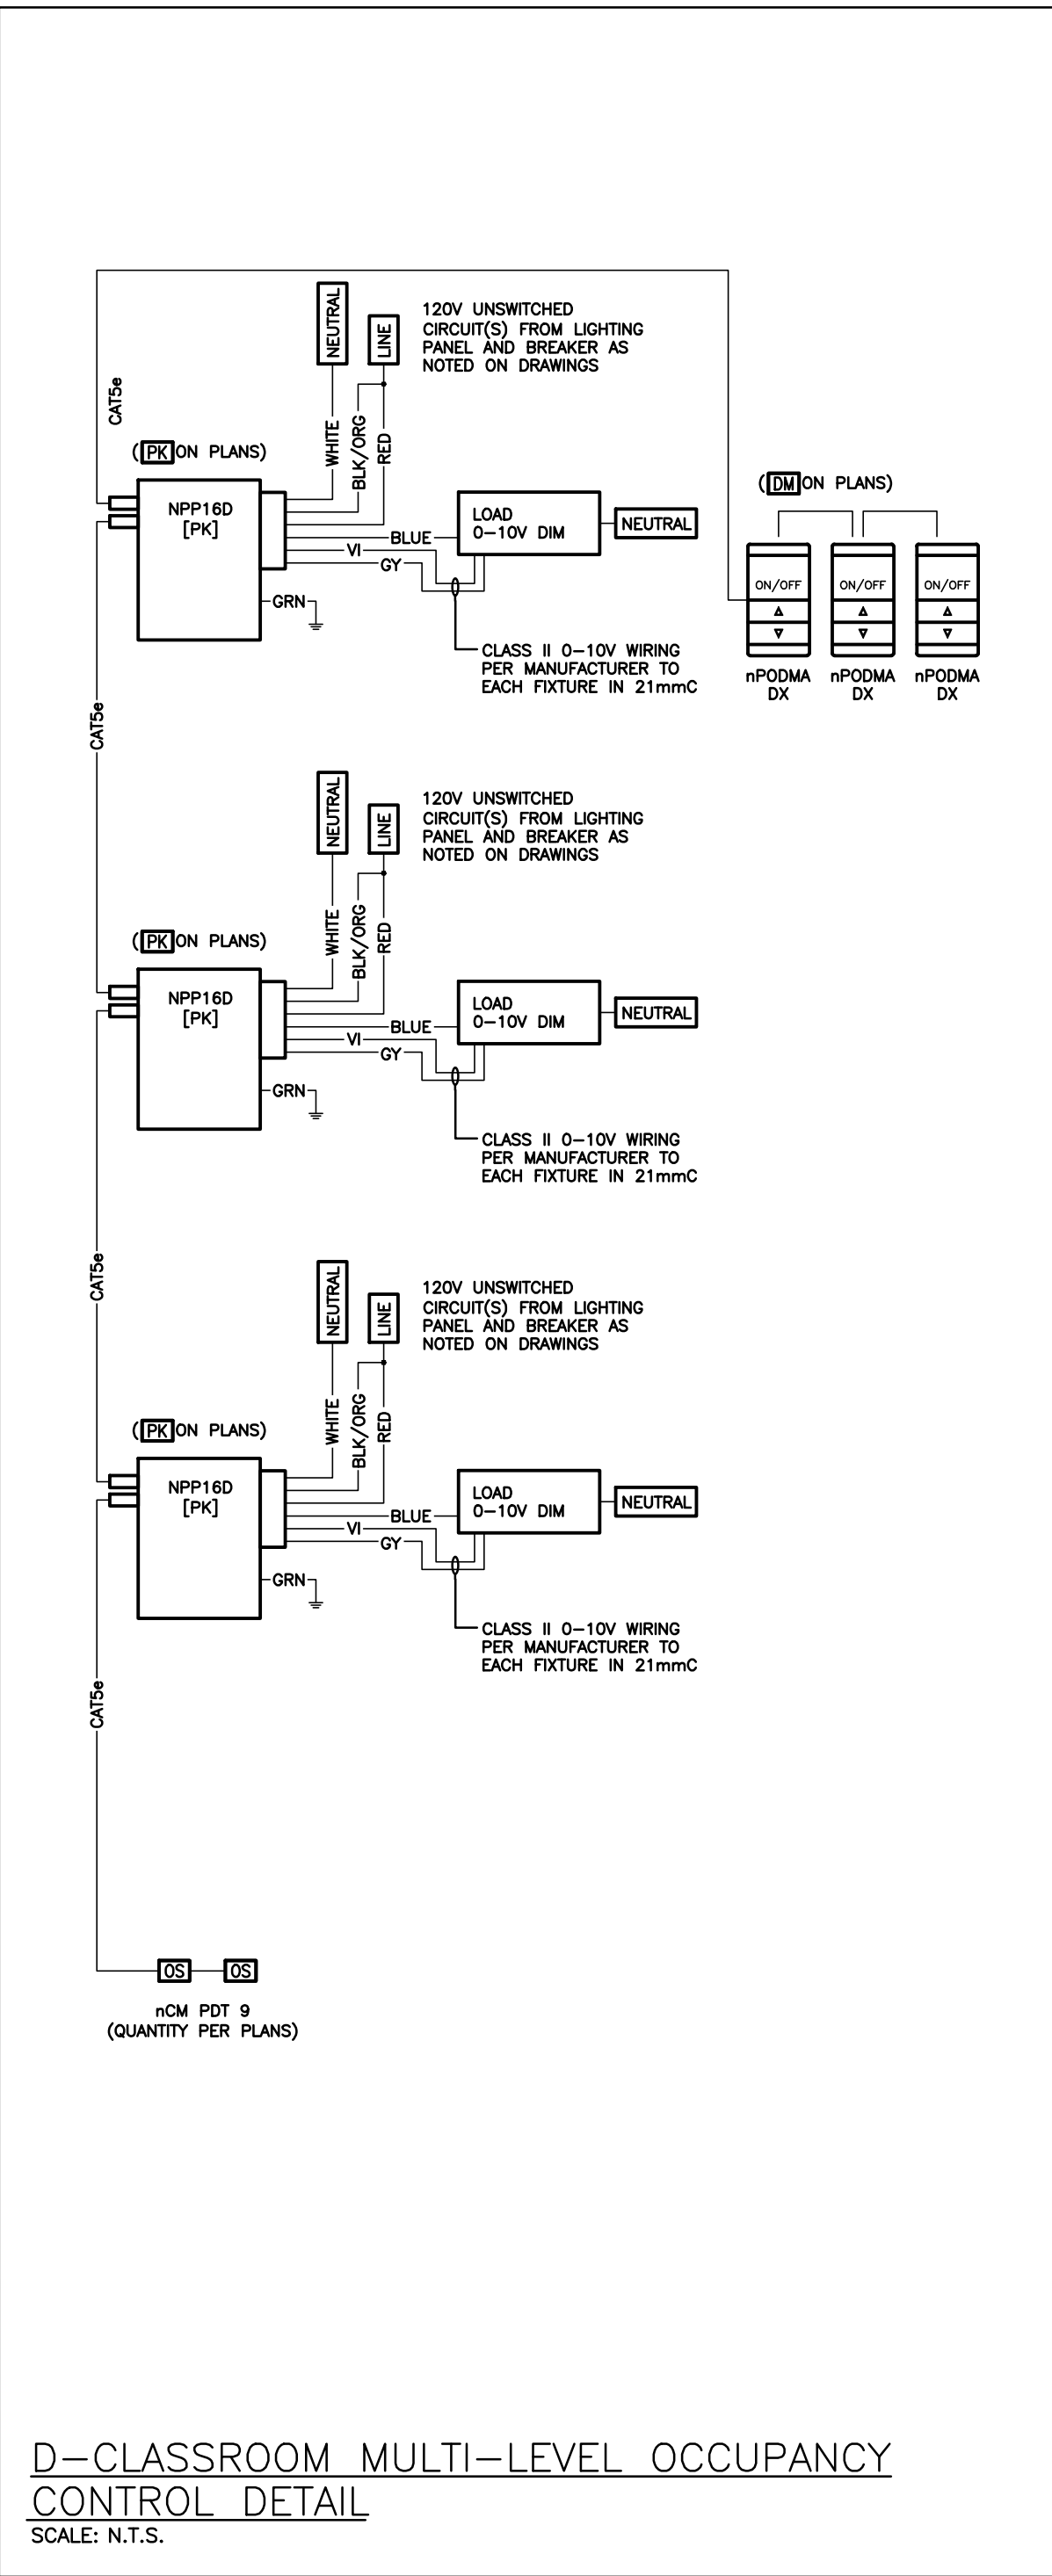 NEUTRAL
LINE
120V UNSWITCHED
CIRCUIT(S) FROM LIGHTING
PANEL AND BREAKER AS
NOTED ON DRAWINGS
CAT5e
WHITE
BLK/ORG
RED
(PK ON PLANS)
NPP16D
[PK]
LOAD
0-10V DIM
NEUTRAL
BLUE
VI
GY
GRN
CLASS II 0-10V WIRING
PER MANUFACTURER TO
EACH FIXTURE IN 21mmC
(DM ON PLANS)
ON/OFF
ON/OFF
ON/OFF
nPODMA
DX
nPODMA
DX
nPODMA
DX
CAT5e
NEUTRAL
LINE
120V UNSWITCHED
CIRCUIT(S) FROM LIGHTING
PANEL AND BREAKER AS
NOTED ON DRAWINGS
WHITE
BLK/ORG
RED
(PK ON PLANS)
NPP16D
[PK]
LOAD
0-10V DIM
NEUTRAL
BLUE
VI
GY
GRN
CLASS II 0-10V WIRING
PER MANUFACTURER TO
EACH FIXTURE IN 21mmC
CAT5e
NEUTRAL
LINE
120V UNSWITCHED
CIRCUIT(S) FROM LIGHTING
PANEL AND BREAKER AS
NOTED ON DRAWINGS
WHITE
BLK/ORG
RED
(PK ON PLANS)
NPP16D
[PK]
LOAD
0-10V DIM
NEUTRAL
BLUE
VI
GY
GRN
CLASS II 0-10V WIRING
PER MANUFACTURER TO
EACH FIXTURE IN 21mmC
CAT5e
OS
OS
nCM PDT 9
(QUANTITY PER PLANS)
D-CLASSROOM MULTI-LEVEL OCCUPANCY
CONTROL DETAIL
SCALE: N.T.S.